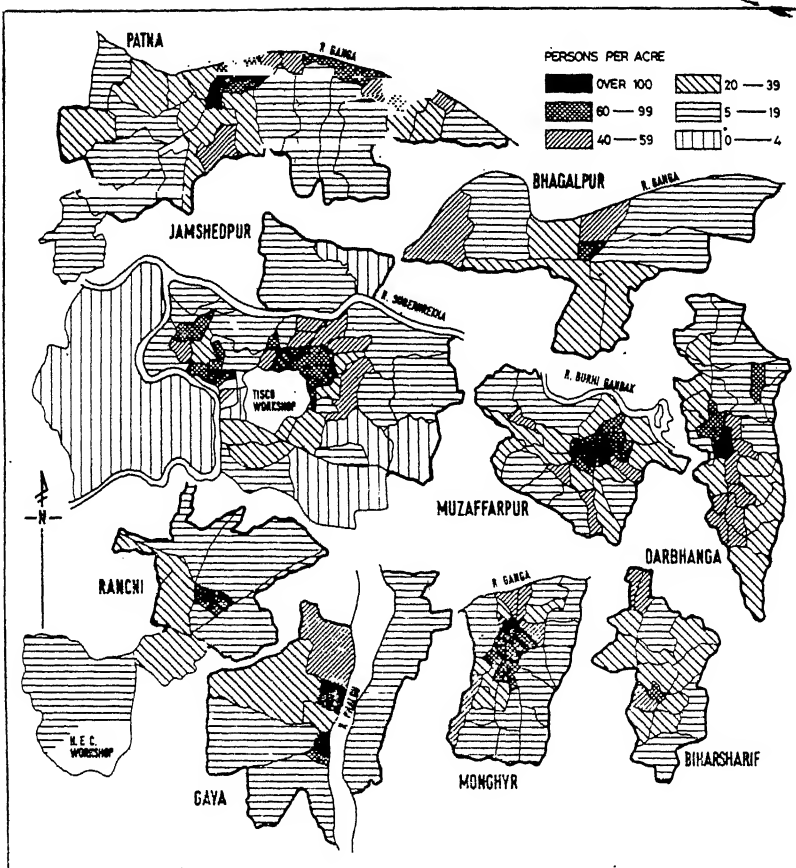 PATNA
R GANGA
PERSONS PER ACRE
OVER 100
60 — 99
40 — 59
20 — 39
5 — 19
0 — 4
BHAGALPUR
R. GANGA
JAMSHEDPUR
R. SUBERNREKHA
TISCO
WORKSHOP
R. BURHI GANDAK
MUZAFFARPUR
DARBHANGA
N
RANCHI
H.E.C.
WORKSHOP
GAYA
R. PHALGU
R GANGA
MONGHYR
BIHARSHARIF